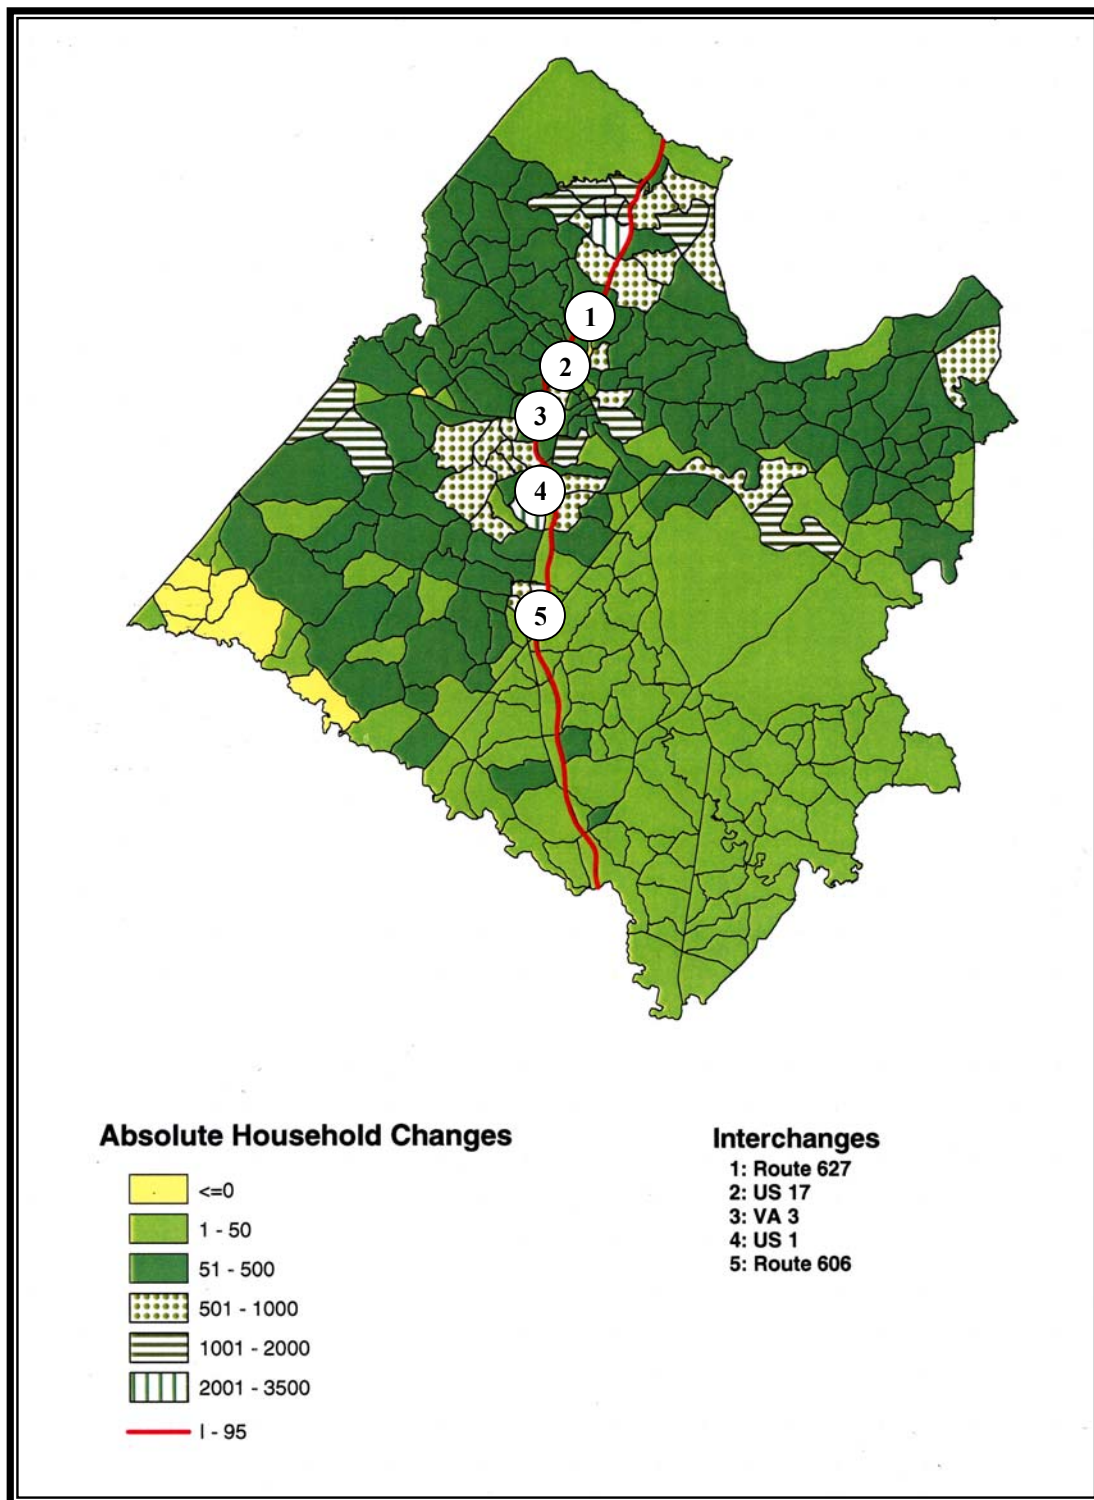 1
2
3
4
5
Absolute Household Changes
<=0
1 - 50
51 - 500
501 - 1000
1001 - 2000
2001 - 3500
I - 95
Interchanges
1: Route 627
2: US 17
3: VA 3
4: US 1
5: Route 606